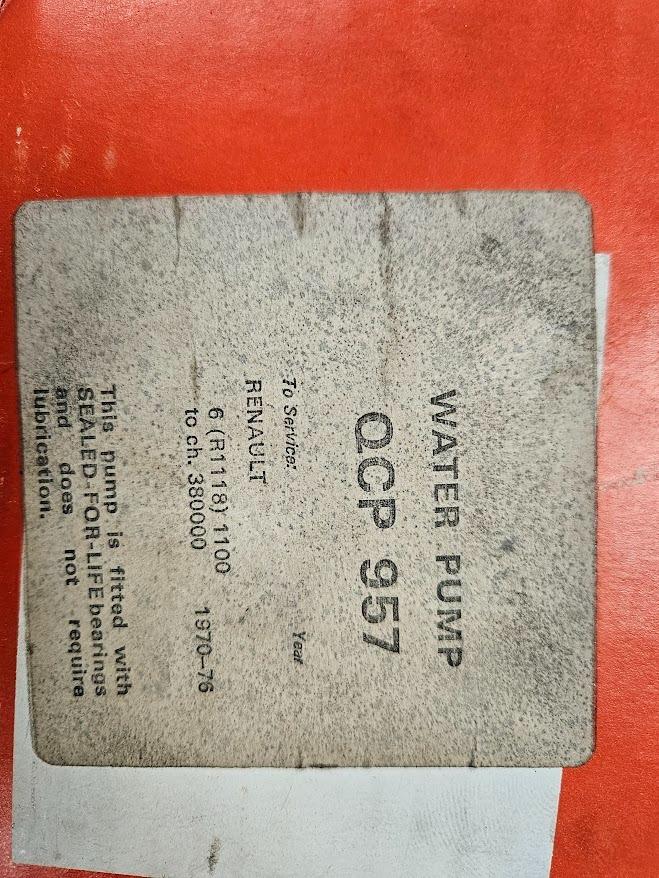 WATER PUMP
QCP 957
To Service: Year
RENAULT
6 (R1118) 1100
to ch. 380000 1970-76
This pump is fitted with
SEALED-FOR-LIFE bearings
and does not require
lubrication.